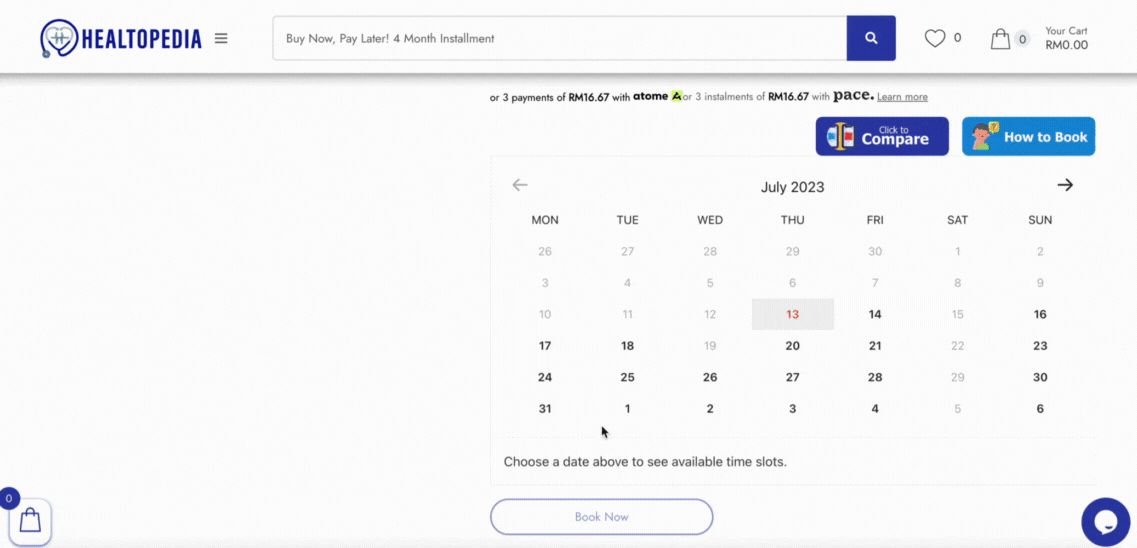 HEALTOPEDIA
Buy Now, Pay Later! 4 Month Installment
0
0
Your Cart
RM0.00
or 3 payments of RM16.67 with atome or 3 instalments of RM16.67 with pace. Learn more
Click to
Compare
How to Book
July 2023
MON TUE WED THU FRI SAT SUN
26 27 28 29 30 1 2
3 4 5 6 7 8 9
10 11 12 13 14 15 16
17 18 19 20 21 22 23
24 25 26 27 28 29 30
31 1 2 3 4 5 6
Choose a date above to see available time slots.
0
Book Now